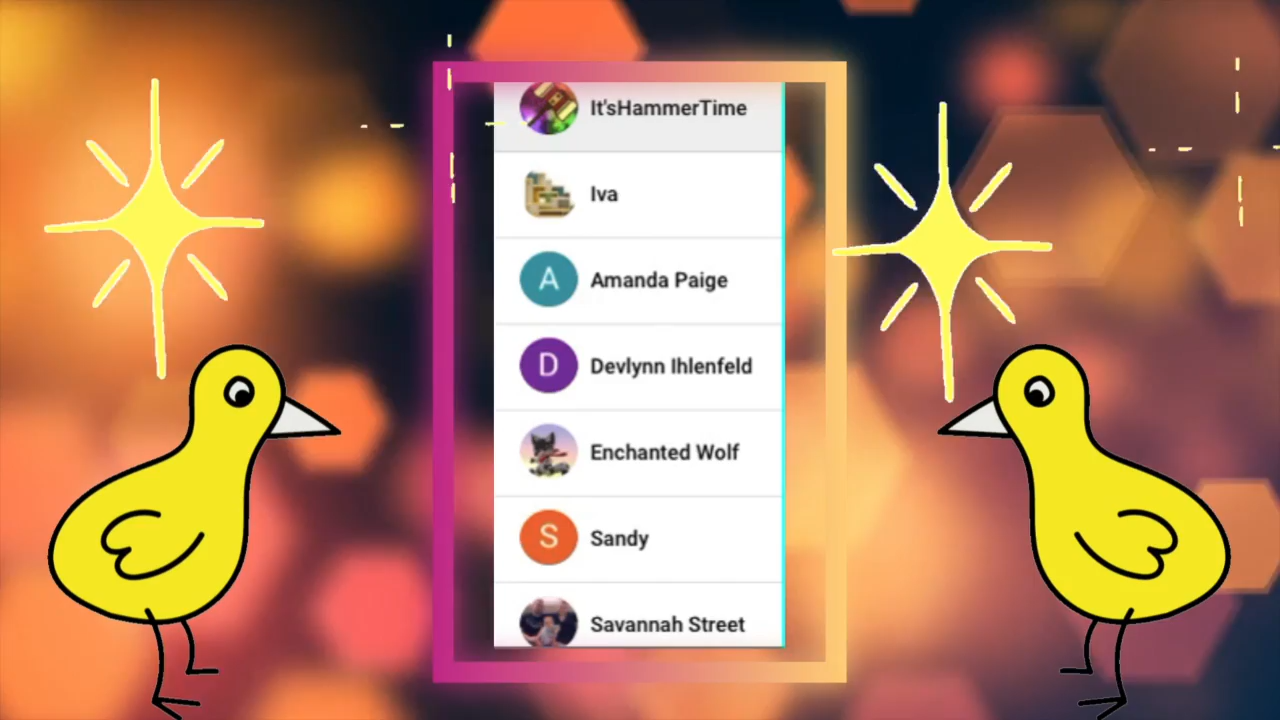 It'sHammerTime
Iva
A Amanda Paige
D Devlynn Ihlenfeld
Enchanted Wolf
S Sandy
Savannah Street